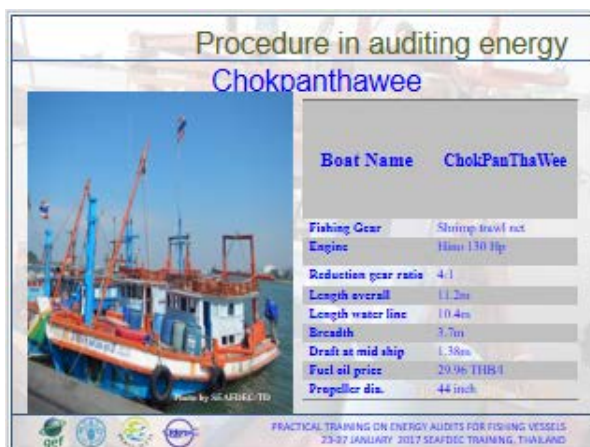 Procedure in auditing energy
Chokpanthawee
Boat Name ChokPanThaWee
Fishing Gear Shrimp trawl net
Engine Hino 130 Hp
Reduction gear ratio 4:1
Length overall 11.2m
Length water line 10.4m
Breadth 3.7m
Draft at mid ship 1.38m
Fuel oil price 29.96 THB/l
Propeller dia. 44 inch
Photo by SEAFDEC/TD
gef
PRACTICAL TRAINING ON ENERGY AUDITS FOR FISHING VESSELS
23-27 JANUARY 2017 SEAFDEC TRAINING, THAILAND